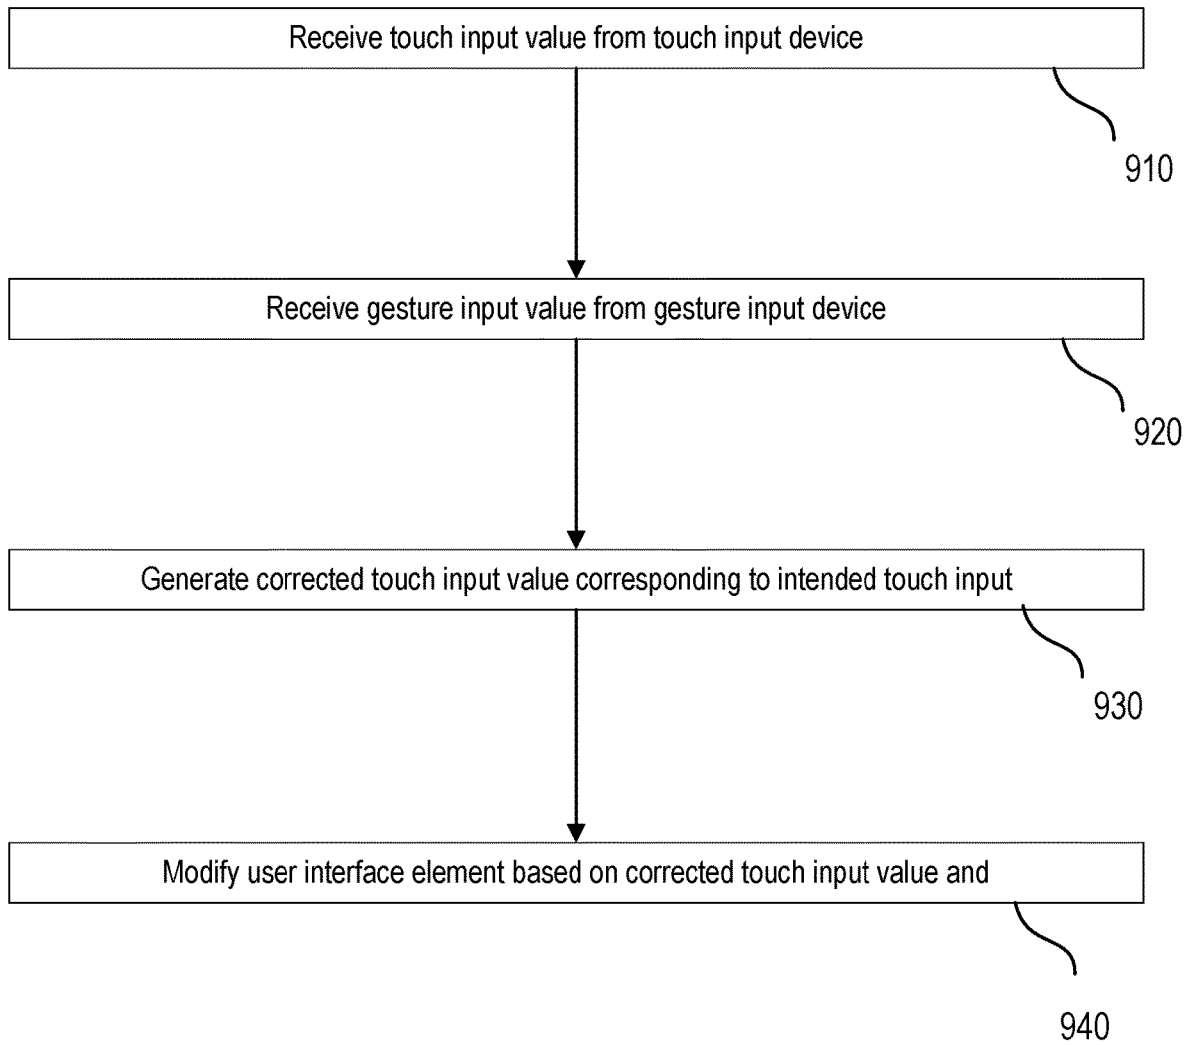 Receive touch input value from touch input device
910
Receive gesture input value from gesture input device
920
Generate corrected touch input value corresponding to intended touch input
930
Modify user interface element based on corrected touch input value and
940